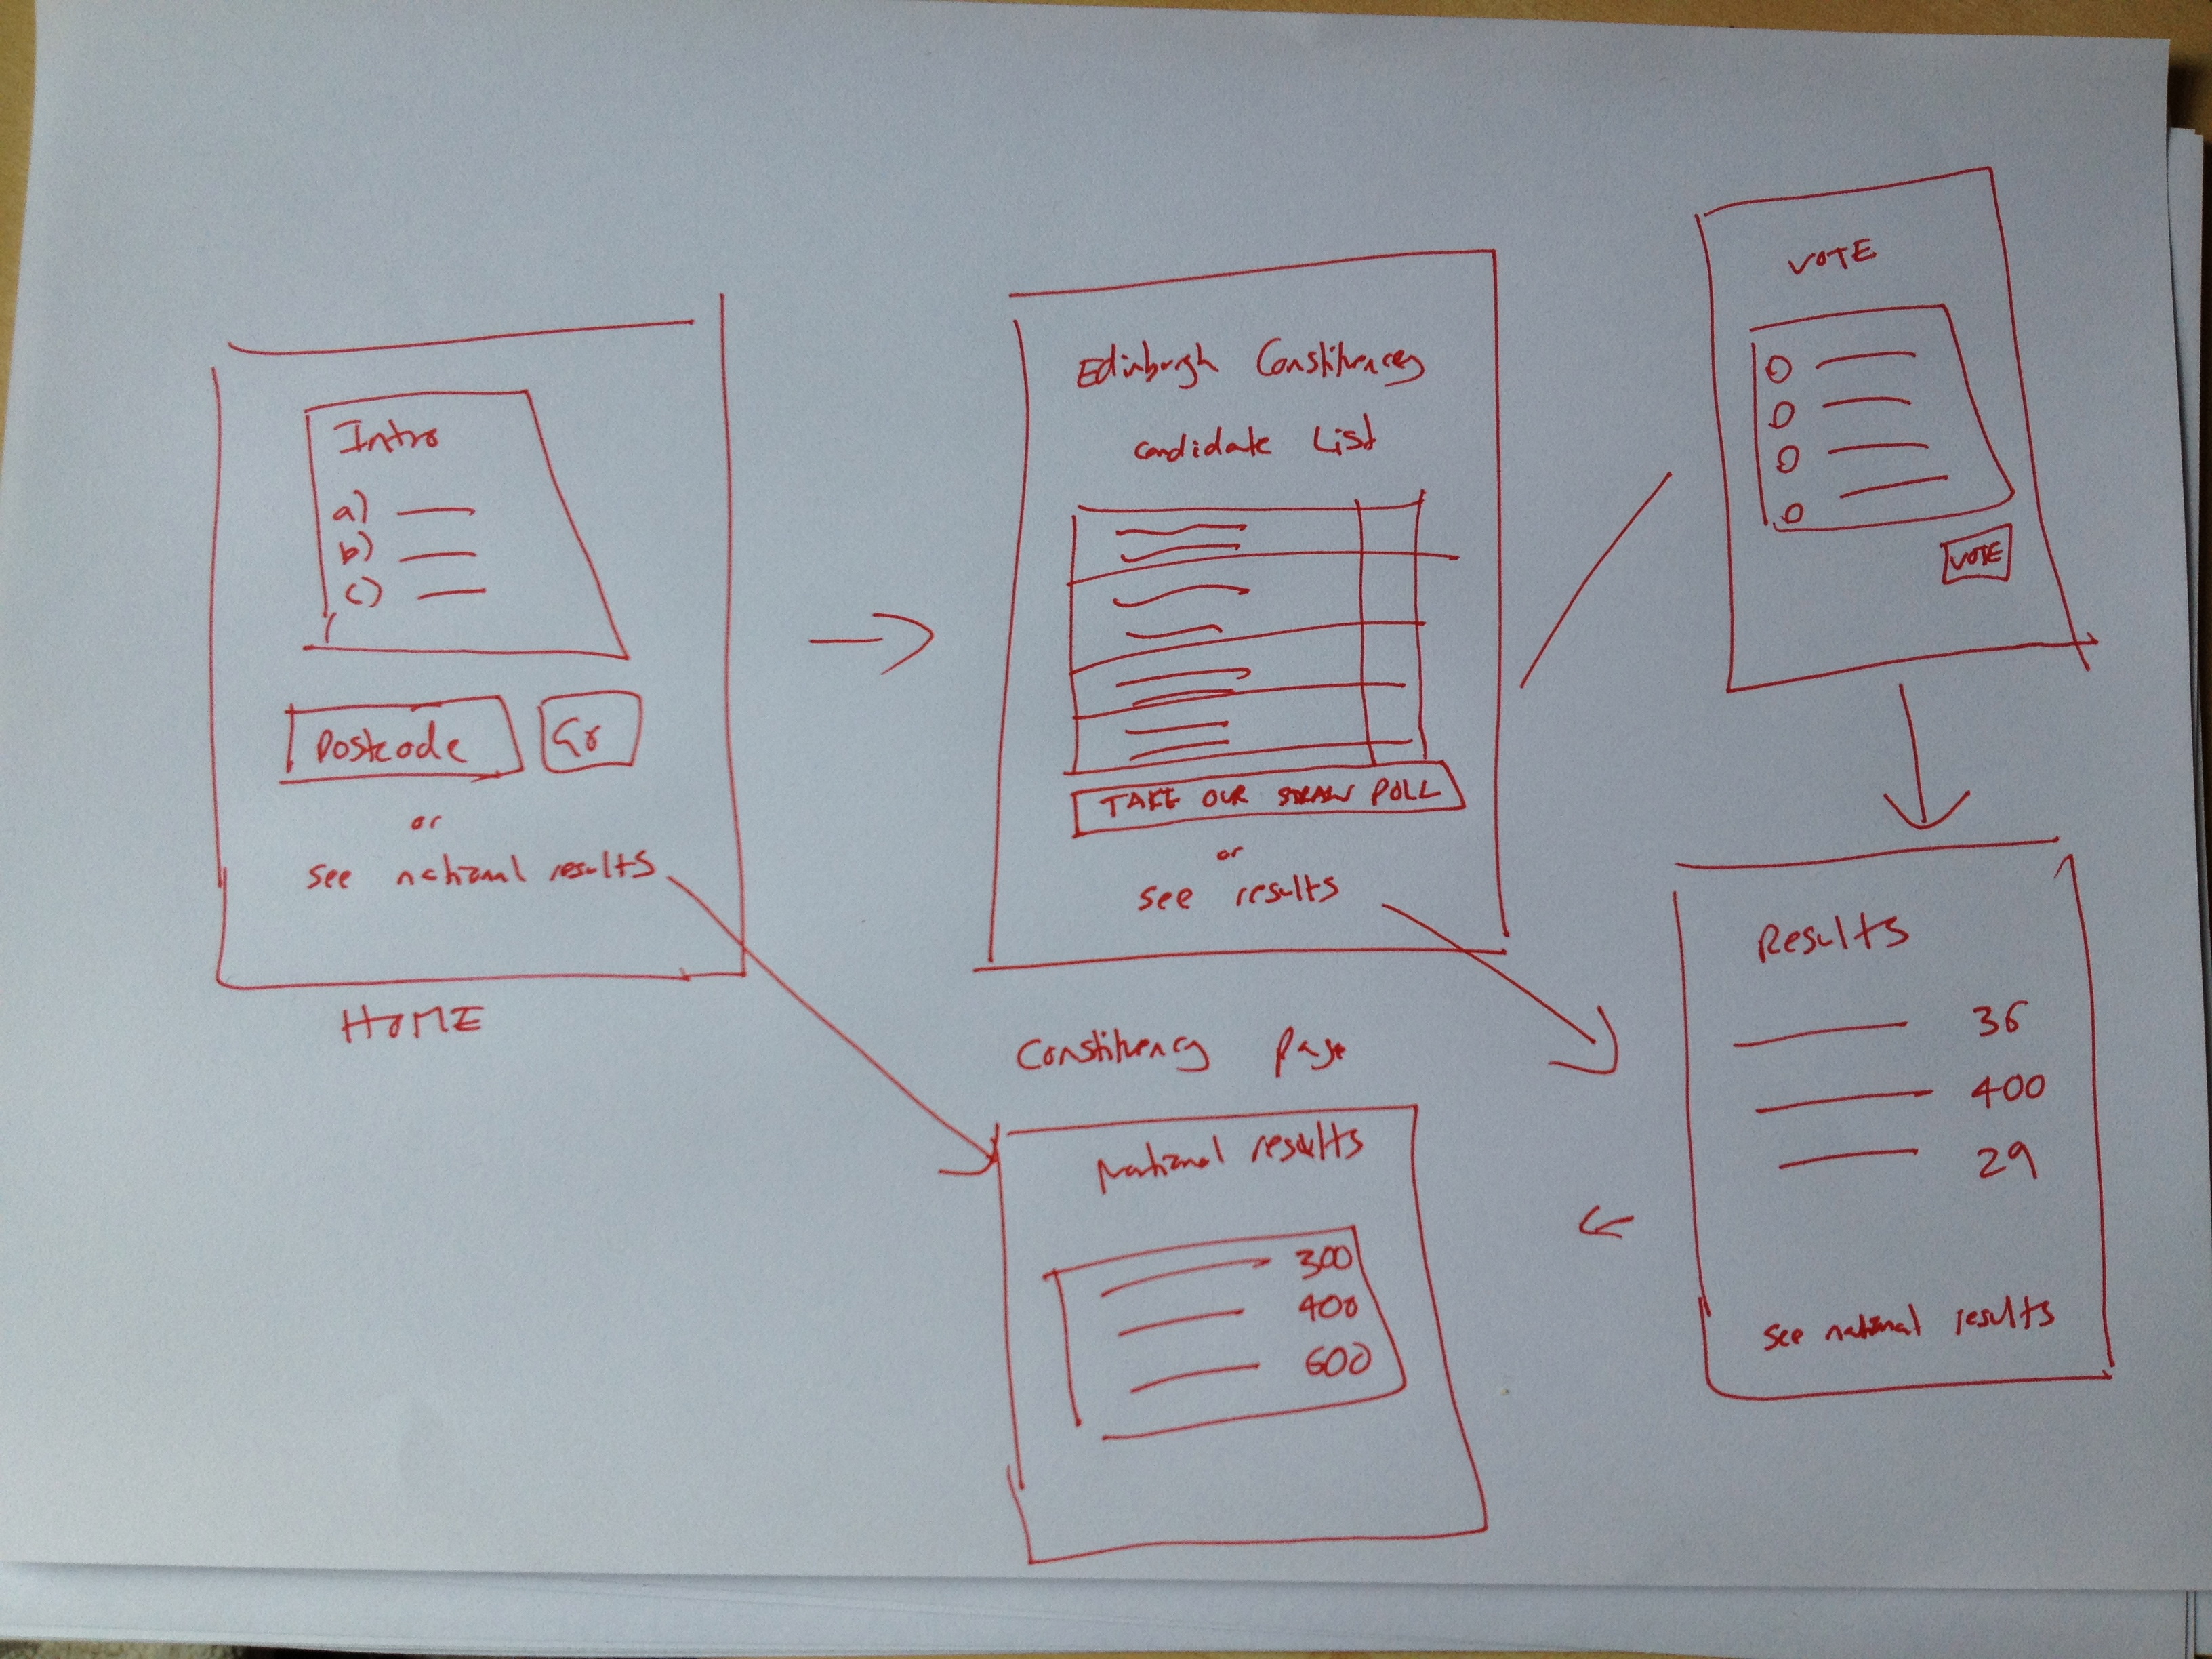 Intro
a)
b)
c)
Postcode
Go
or
see national results
HOME
Edinburgh Constituency
Candidate List
TAKE OUR STRAW POLL
or
see results
Constituency Page
National results
300
400
600
VOTE
VOTE
Results
36
400
29
see national results